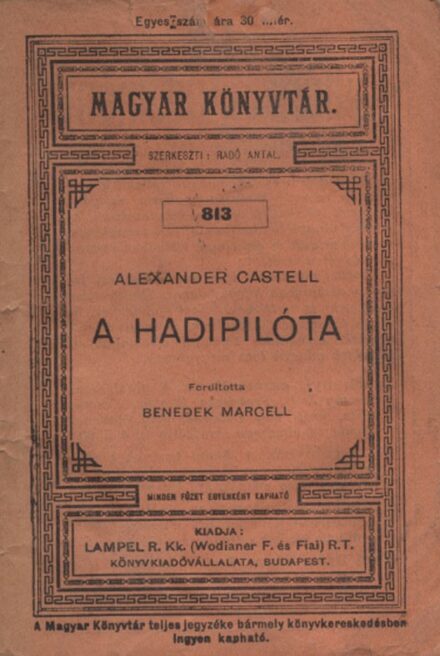 Egyes szám ára 30 fillér.
MAGYAR KÖNYVTÁR.
SZERKESZTI: RADÓ ANTAL.
813
ALEXANDER CASTELL
A HADIPILÓTA
Fordította
BENEDEK MARCELL
MINDEN FÜZET EGYENKÉNT KAPHATÓ
KIADJA:
LAMPEL R. Kk. (Wodianer F. és Fiai) R.T.
KÖNYVKIADÓVÁLLALATA, BUDAPEST.
A Magyar Könyvtár teljes jegyzéke bármely könyvkereskedésben
ingyen kapható.